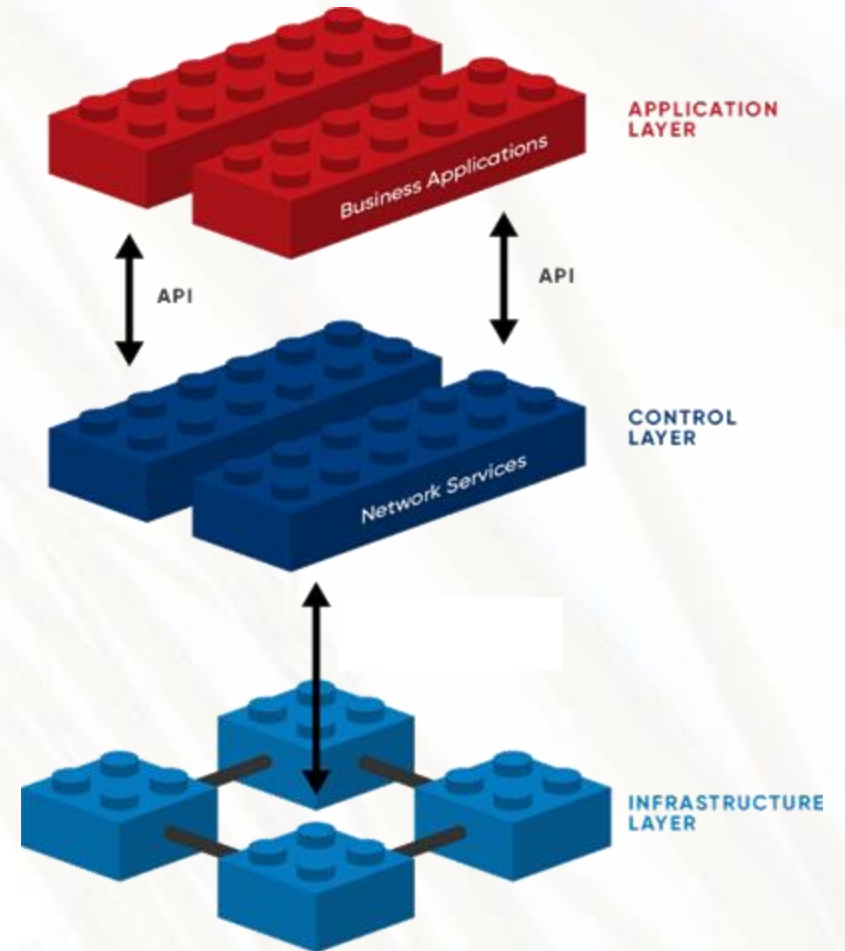 APPLICATION
LAYER
Business Applications
API
API
CONTROL
LAYER
Network Services
INFRASTRUCTURE
LAYER